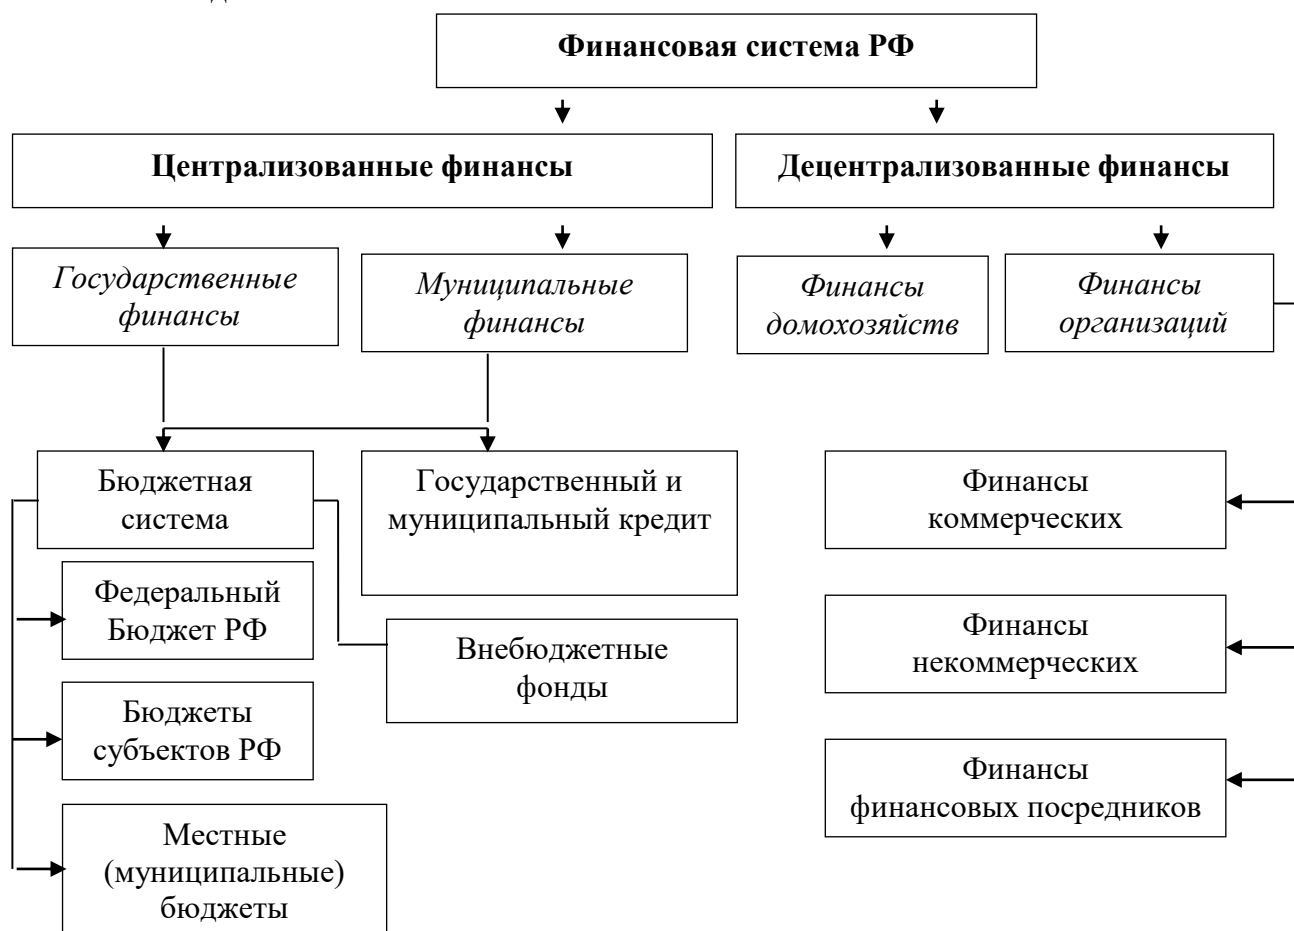 Финансовая система РФ
Централизованные финансы
Децентрализованные финансы
Государственные
финансы
Муниципальные
финансы
Финансы
домохозяйств
Финансы
организаций
Бюджетная
система
Государственный и
муниципальный кредит
Финансы
коммерческих
Федеральный
Бюджет РФ
Внебюджетные
фонды
Финансы
некоммерческих
Бюджеты
субъектов РФ
Финансы
финансовых посредников
Местные
(муниципальные)
бюджеты